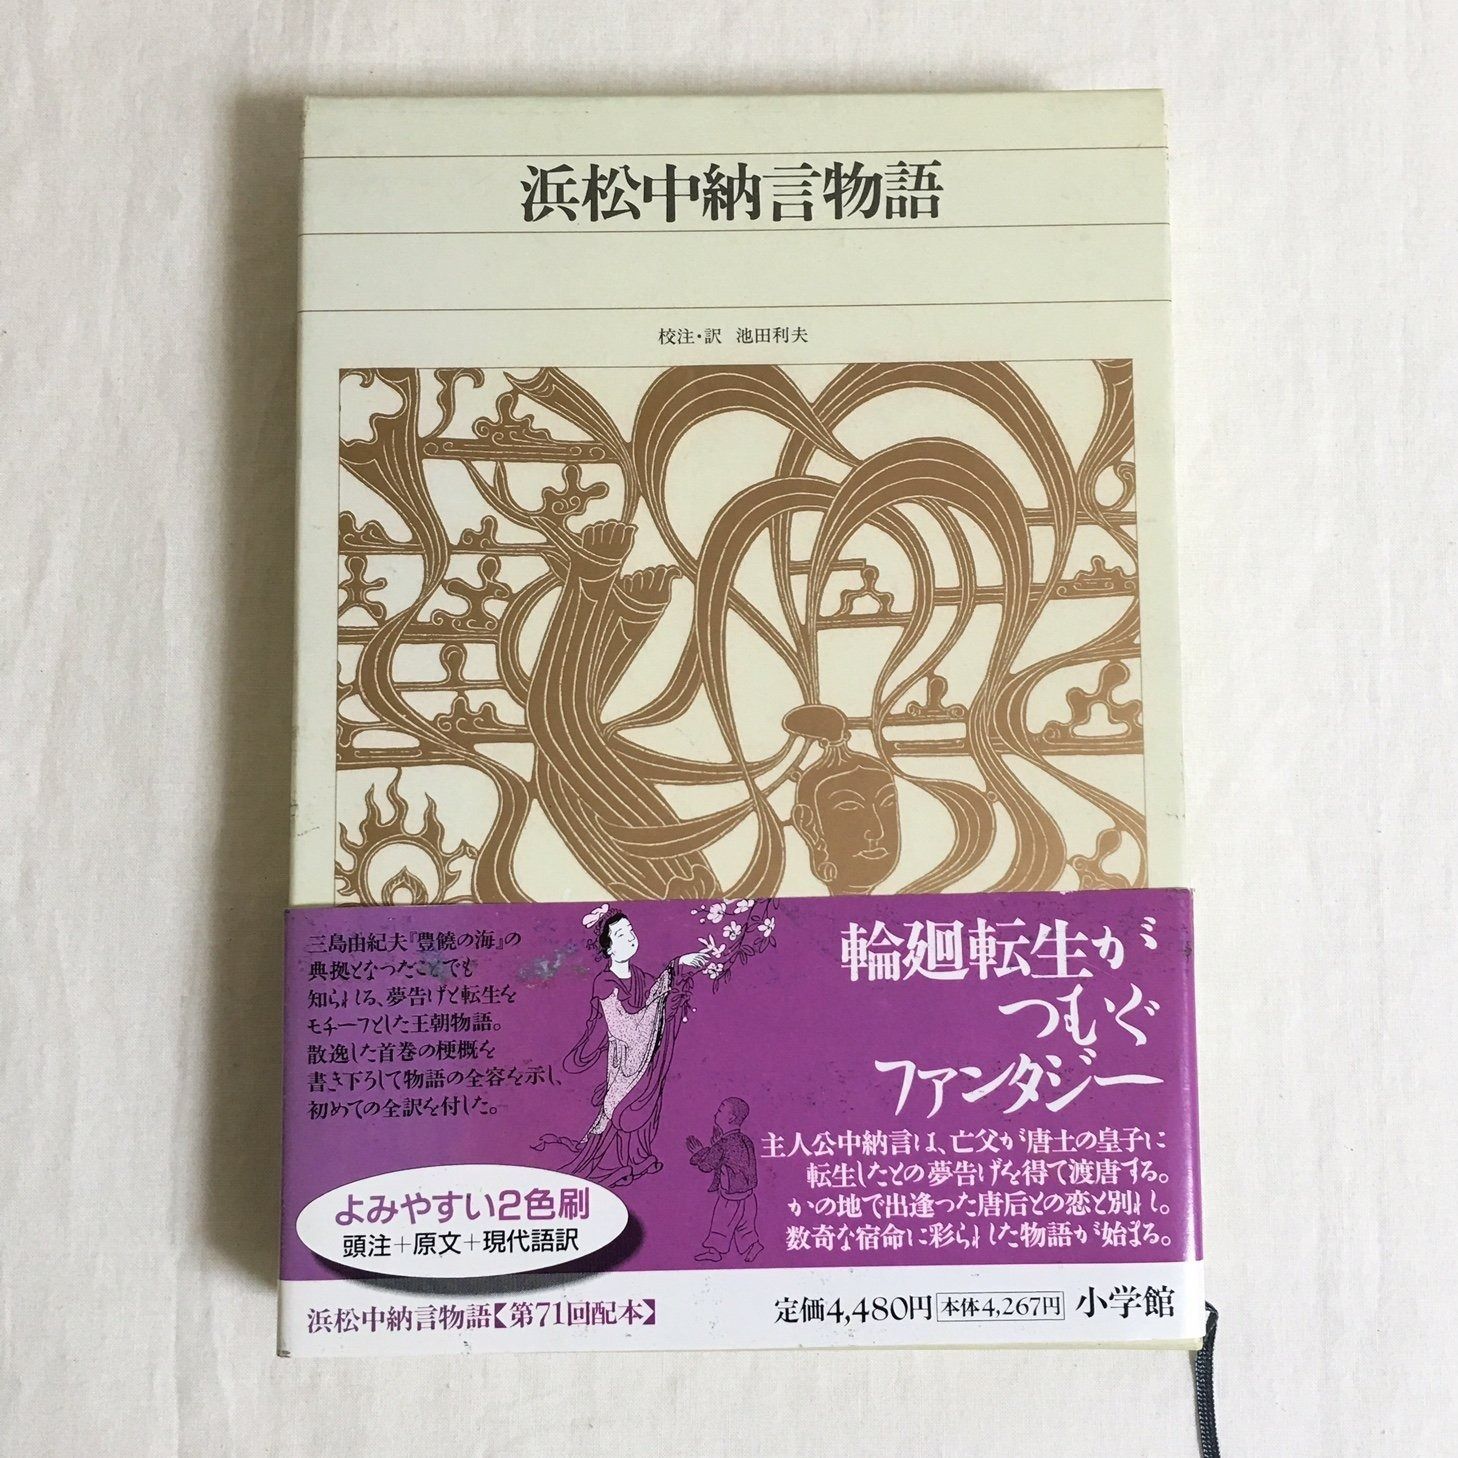 浜松中納言物語
校注・訳 池田利夫
三島由紀夫『豊饒の海』の
典拠となったことでも
知られる、夢告げと転生を
モチーフとした王朝物語。
散逸した首巻の梗概を
書き下ろして物語の全容を示し、
初めての全訳を付した。
輪廻転生が
つむぐ
ファンタジー
主人公中納言は、亡父が唐土の皇子に
転生したとの夢告げを得て渡唐する。
かの地で出逢った唐后との恋と別れ。
数奇な宿命に彩られた物語が始まる。
よみやすい2色刷
頭注+原文+現代語訳
浜松中納言物語【第71回配本】
定価4,480円 本体4,267円 小学館